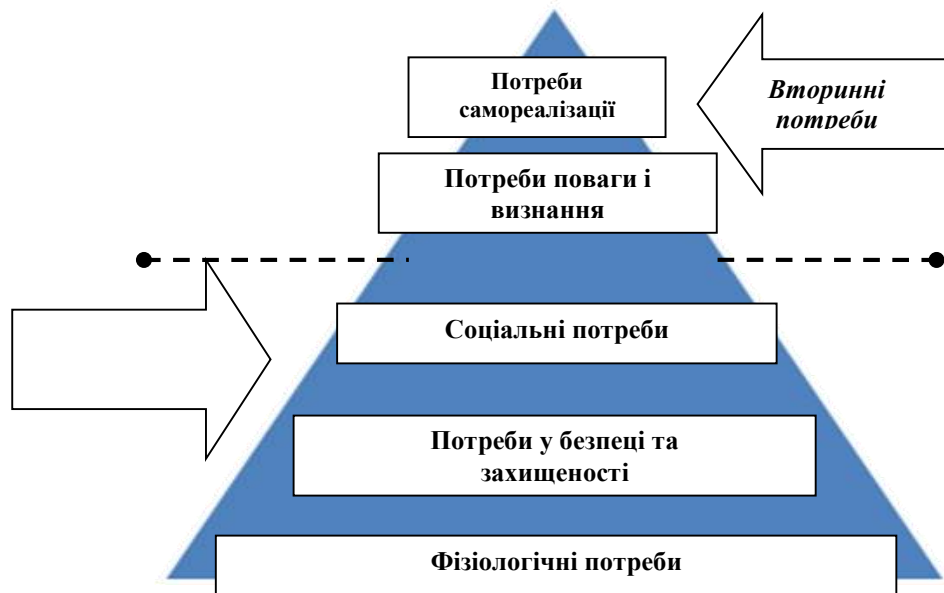 Потреби
самореалізації
Вторинні
потреби
Потреби поваги і
визнання
Соціальні потреби
Потреби у безпеці та
захищеності
Фізіологічні потреби